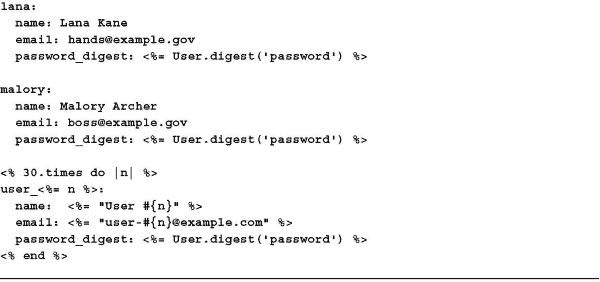 lana:
  name: Lana Kane
  email: hands@example.gov
  password_digest: <%= User.digest('password') %>

malory:
  name: Malory Archer
  email: boss@example.gov
  password_digest: <%= User.digest('password') %>

<% 30.times do |n| %>
user_<%= n %>:
  name:  <%= "User #{n}" %>
  email: <%= "user-#{n}@example.com" %>
  password_digest: <%= User.digest('password') %>
<% end %>